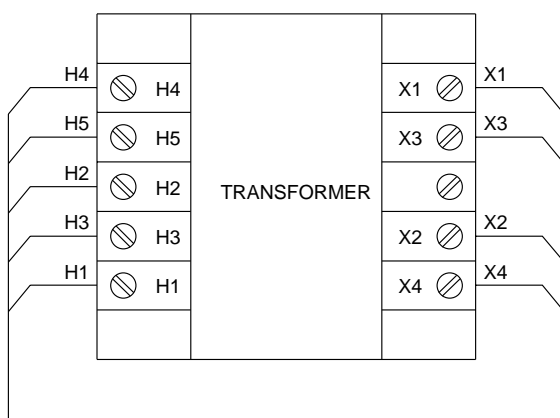 H4 H4 X1 X1
H5 H5 X3 X3
H2 H2 TRANSFORMER
H3 H3 X2 X2
H1 H1 X4 X4